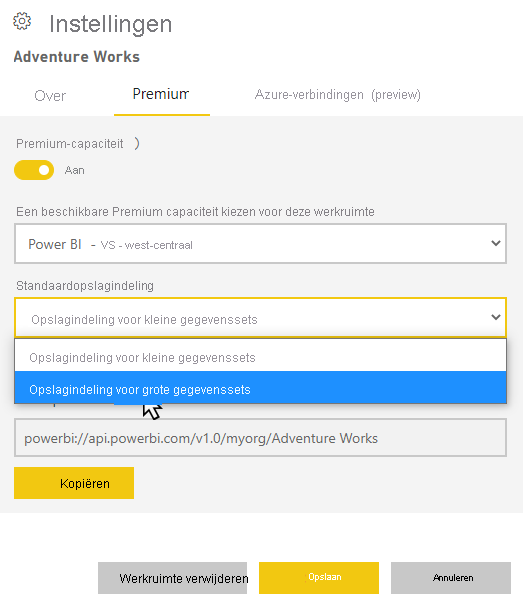 Instellingen
Adventure Works
Over Premium Azure-verbindingen (preview)
Premium-capaciteit
Aan
Een beschikbare Premium capaciteit kiezen voor deze werkruimte
Power BI - VS - west-centraal
Standaardopslagindeling
Opslagindeling voor kleine gegevenssets
Opslagindeling voor kleine gegevenssets
Opslagindeling voor grote gegevenssets
powerbi://api.powerbi.com/v1.0/myorg/Adventure Works
Kopiëren
Werkruimte verwijderen Opslaan Annuleren